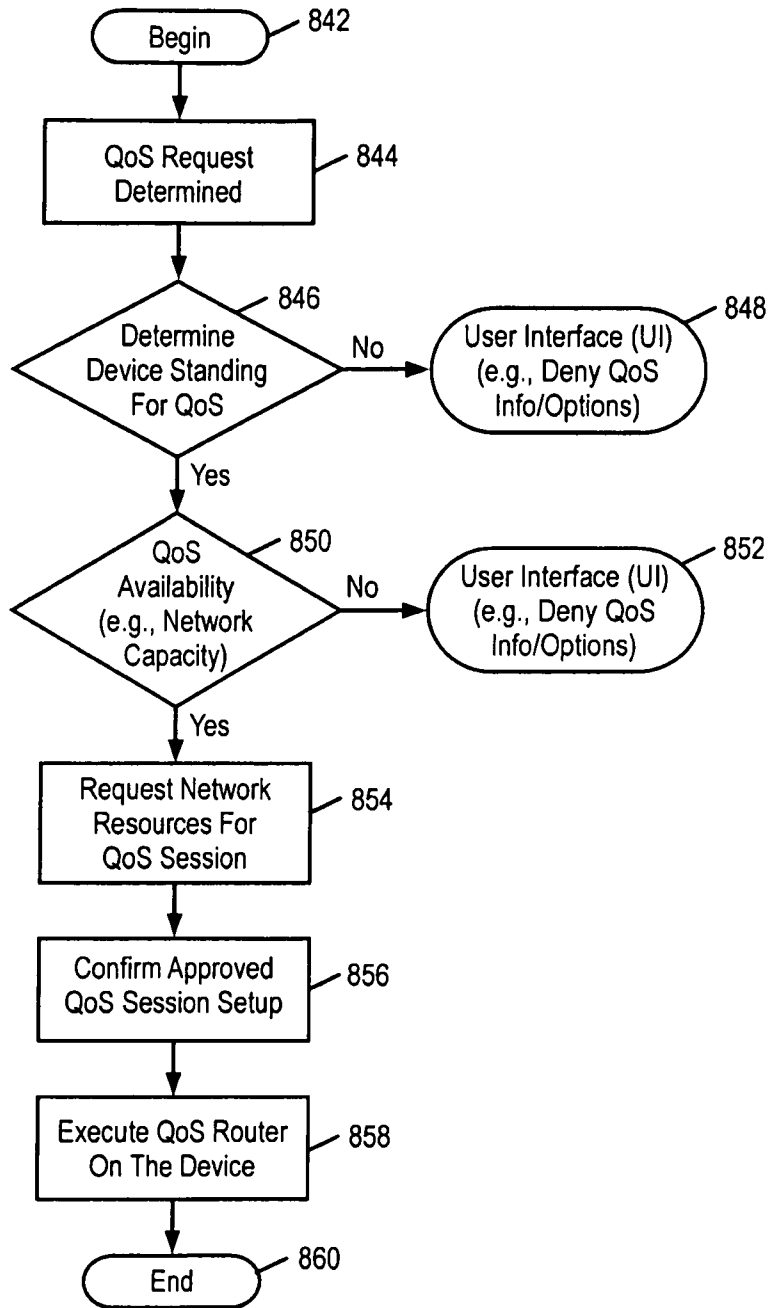 Begin
842
QoS Request
Determined
844
846
Determine
Device Standing
For QoS
No
848
User Interface (UI)
(e.g., Deny QoS
Info/Options)
Yes
850
QoS
Availability
(e.g., Network
Capacity)
No
852
User Interface (UI)
(e.g., Deny QoS
Info/Options)
Yes
Request Network
Resources For
QoS Session
854
Confirm Approved
QoS Session Setup
856
Execute QoS Router
On The Device
858
End
860